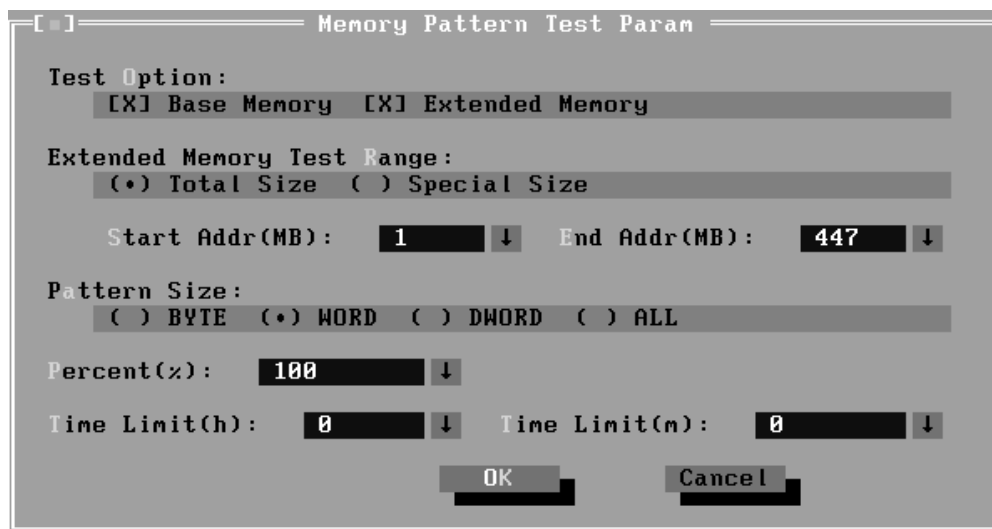 [■] Memory Pattern Test Param
Test Option:
[X] Base Memory [X] Extended Memory
Extended Memory Test Range:
(•) Total Size ( ) Special Size
Start Addr(MB): 1 ↓ End Addr(MB): 447 ↓
Pattern Size:
( ) BYTE (•) WORD ( ) DWORD ( ) ALL
Percent(%): 100 ↓
Time Limit(h): 0 ↓ Time Limit(m): 0 ↓
OK Cancel